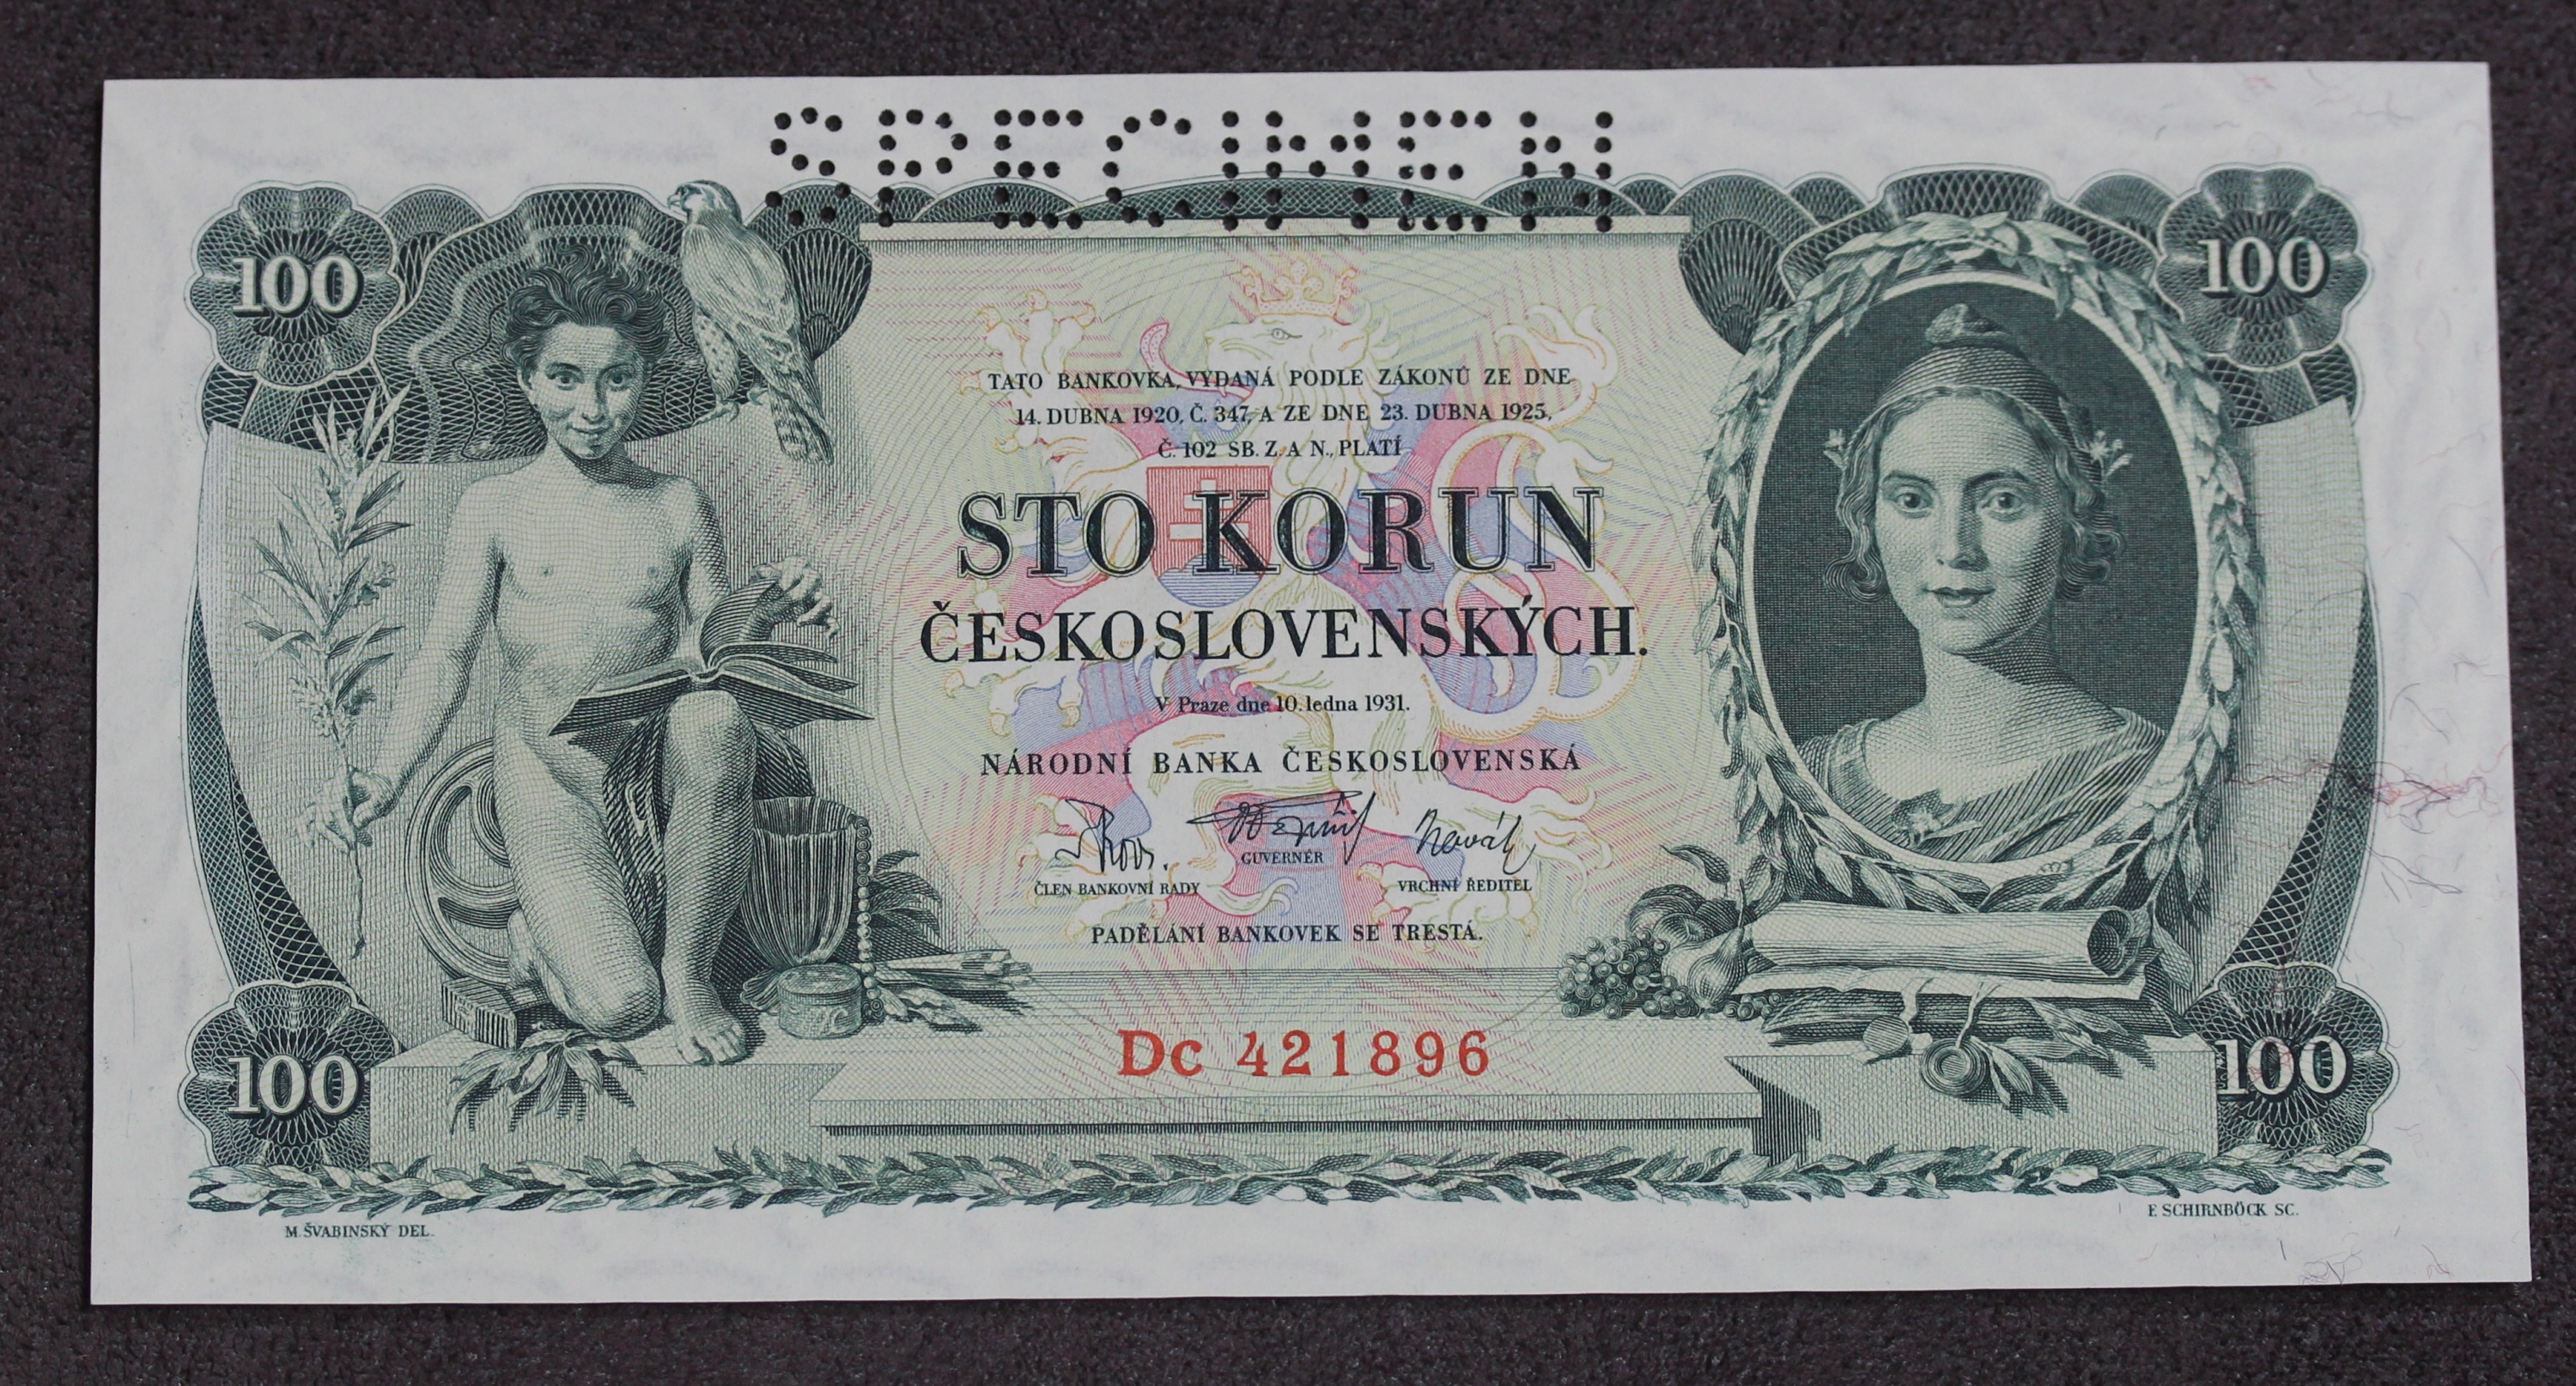 SPECIMEN
100
100
TATO BANKOVKA, VYDANÁ PODLE ZÁKONŮ ZE DNE
14. DUBNA 1920, Č. 347, A ZE DNE 23. DUBNA 1925,
Č. 102 SB. Z. A N., PLATÍ
STO KORUN
ČESKOSLOVENSKÝCH.
V Praze dne 10. ledna 1931.
NÁRODNÍ BANKA ČESKOSLOVENSKÁ
GUVERNÉR
ČLEN BANKOVNÍ RADY
VRCHNÍ ŘEDITEL
PADĚLÁNÍ BANKOVEK SE TRESTÁ.
Dc 421896
100
100
M. ŠVABINSKÝ DEL.
F. SCHIRNBÖCK SC.